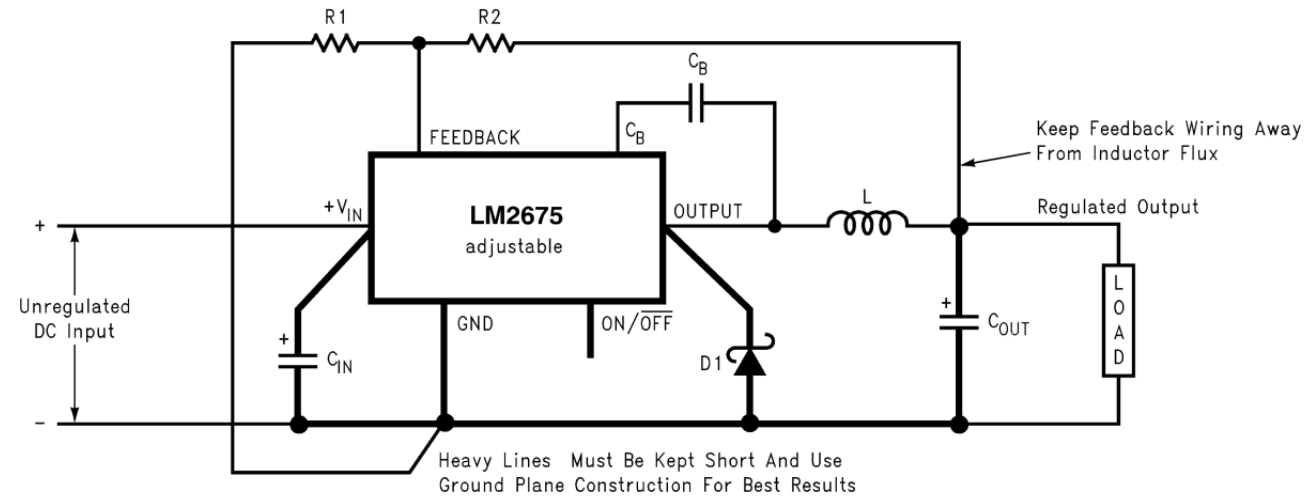 R1
R2
C_B
FEEDBACK
C_B
Keep Feedback Wiring Away
From Inductor Flux
+V_IN
LM2675
adjustable
OUTPUT
L
Regulated Output
+
Unregulated
DC Input
-
+
C_IN
GND
ON/O̅F̅F̅
D1
+
C_OUT
LOAD
Heavy Lines Must Be Kept Short And Use
Ground Plane Construction For Best Results